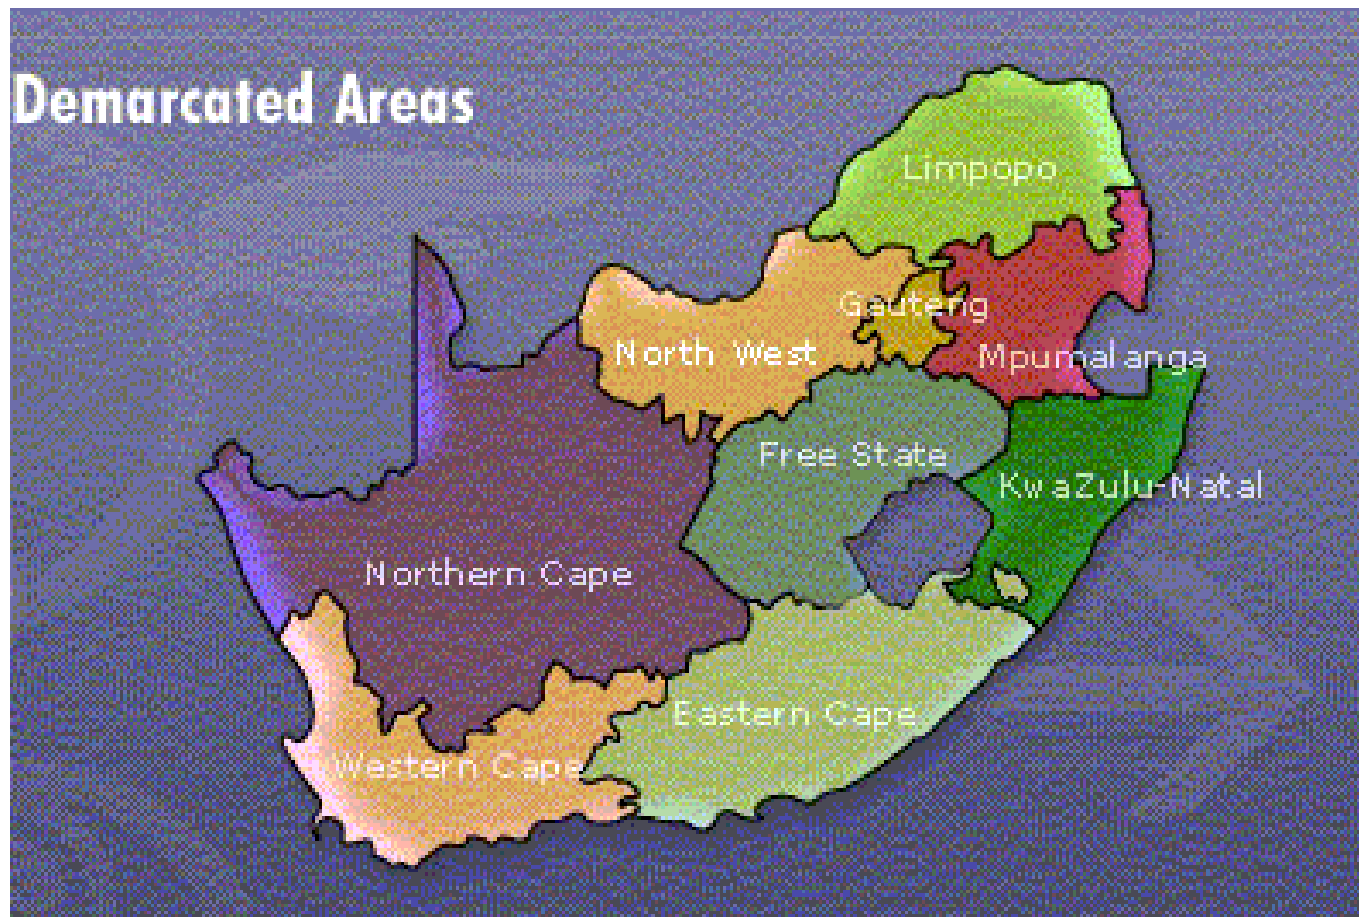 Demarcated Areas
Limpopo
Gauteng
North West
Mpumalanga
Free State
KwaZulu-Natal
Northern Cape
Eastern Cape
Western Cape